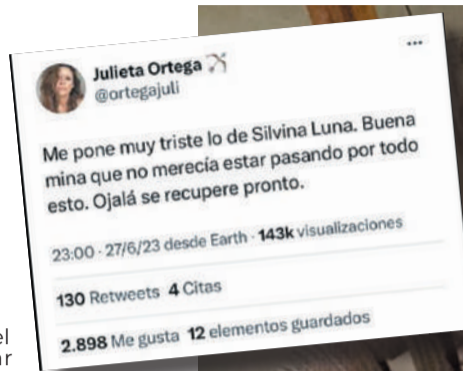 Julieta Ortega
@ortegajuli
Me pone muy triste lo de Silvina Luna. Buena
mina que no merecía estar pasando por todo
esto. Ojalá se recupere pronto.
23:00 · 27/6/23 desde Earth · 143k visualizaciones
130 Retweets 4 Citas
2.898 Me gusta 12 elementos guardados
el